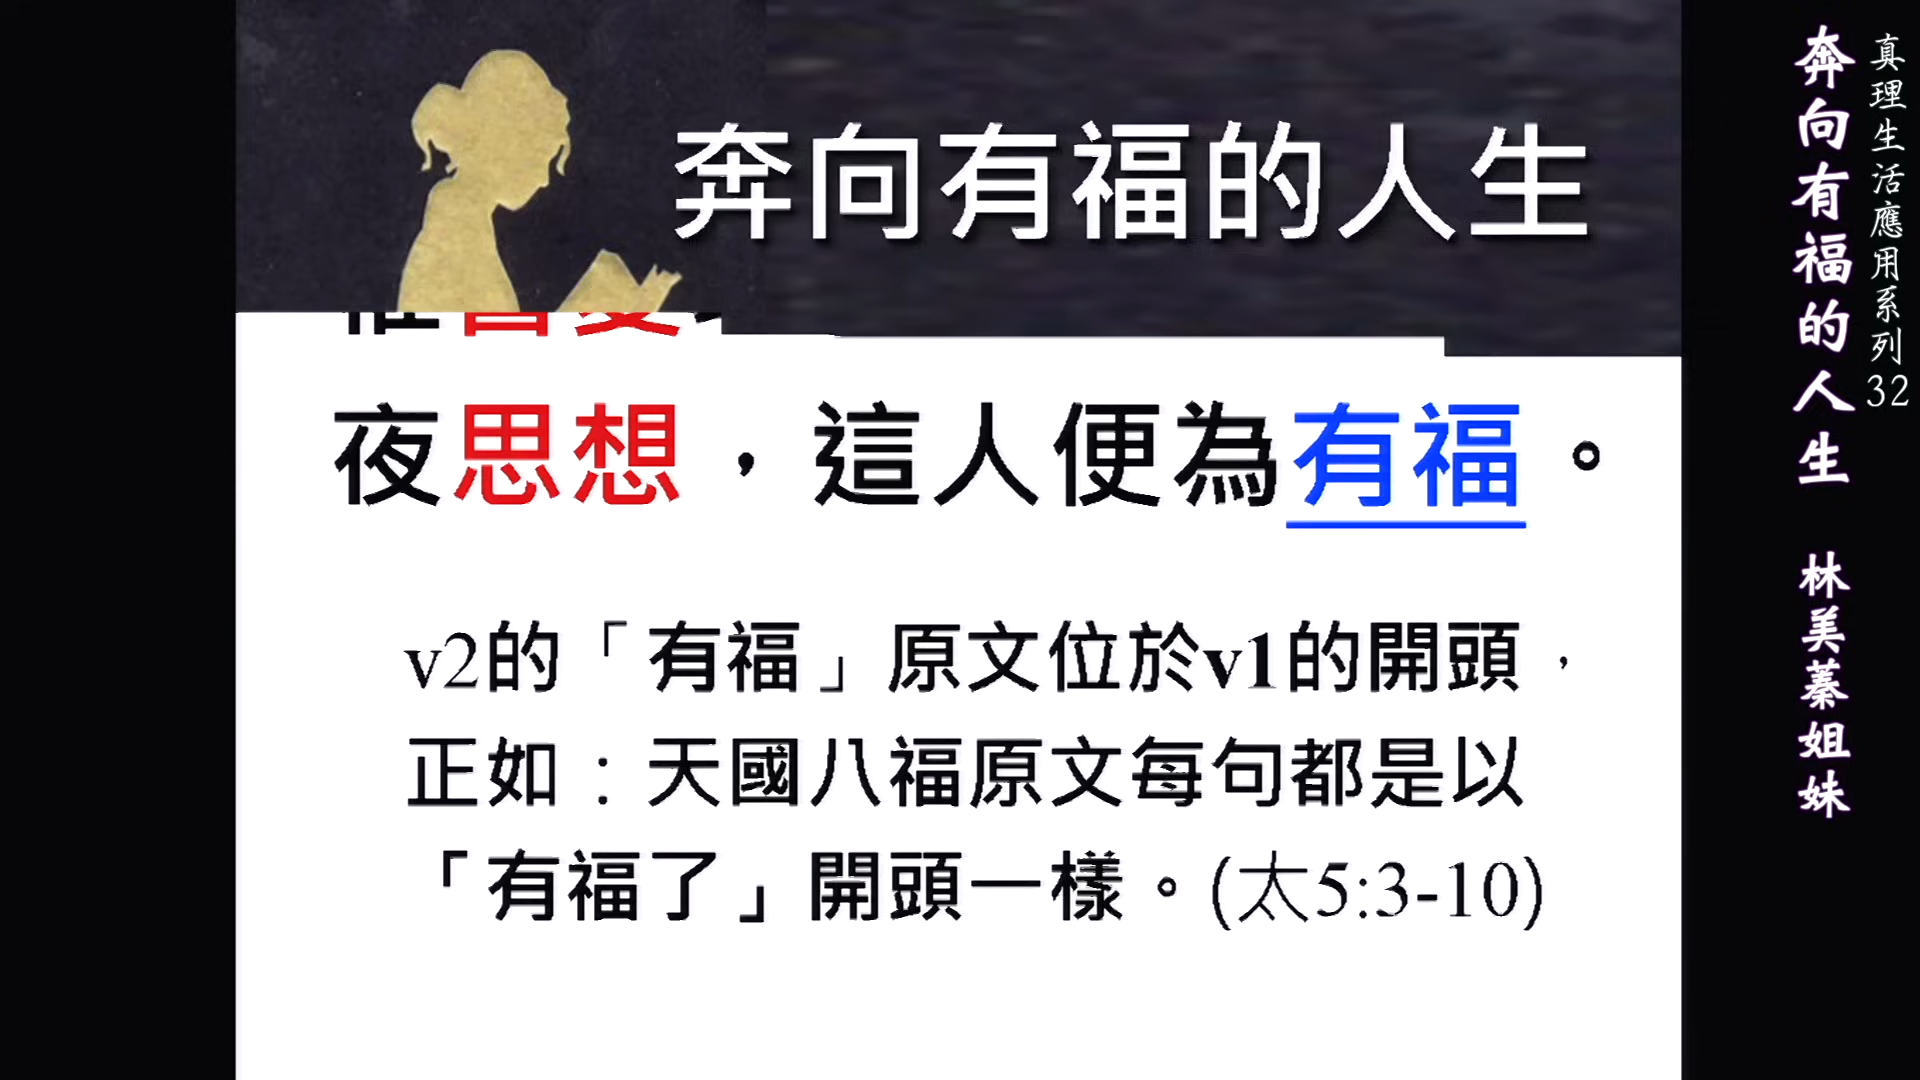 奔向有福的人生
夜思想，這人便為有福。
v2的「有福」原文位於v1的開頭，
正如：天國八福原文每句都是以
「有福了」開頭一樣。(太5:3-10)
真理生活應用系列32
奔向有福的人生 林美蓁姐妹